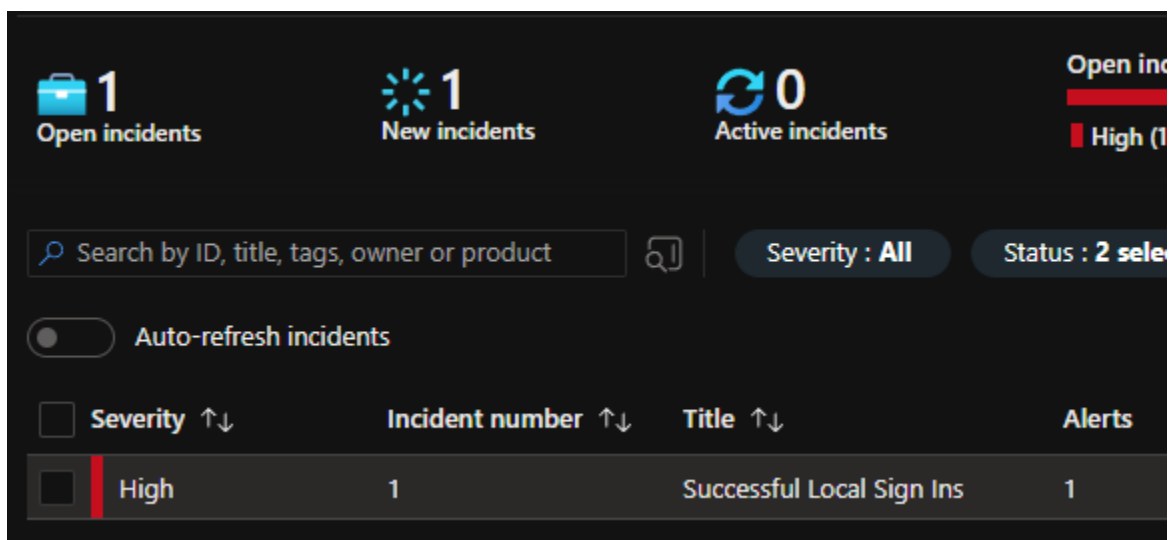 1
Open incidents
1
New incidents
0
Active incidents
Open
High (1
Search by ID, title, tags, owner or product
Severity : All
Status : 2
Auto-refresh incidents
Severity ↑↓ Incident number ↑↓ Title ↑↓ Alerts
High 1 Successful Local Sign Ins 1